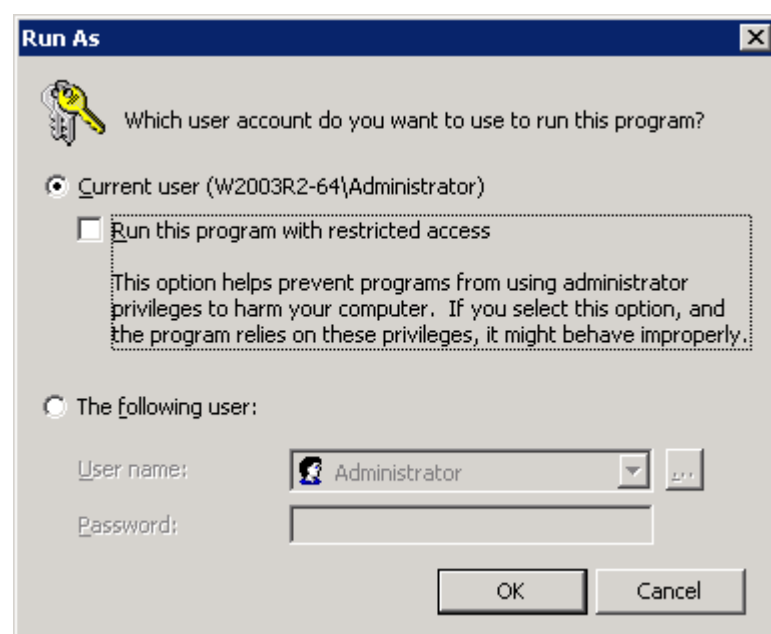 Run As
Which user account do you want to use to run this program?
Current user (W2003R2-64\Administrator)
Run this program with restricted access
This option helps prevent programs from using administrator
privileges to harm your computer.  If you select this option, and
the program relies on these privileges, it might behave improperly.
The following user:
User name:
Administrator
...
Password:
OK
Cancel